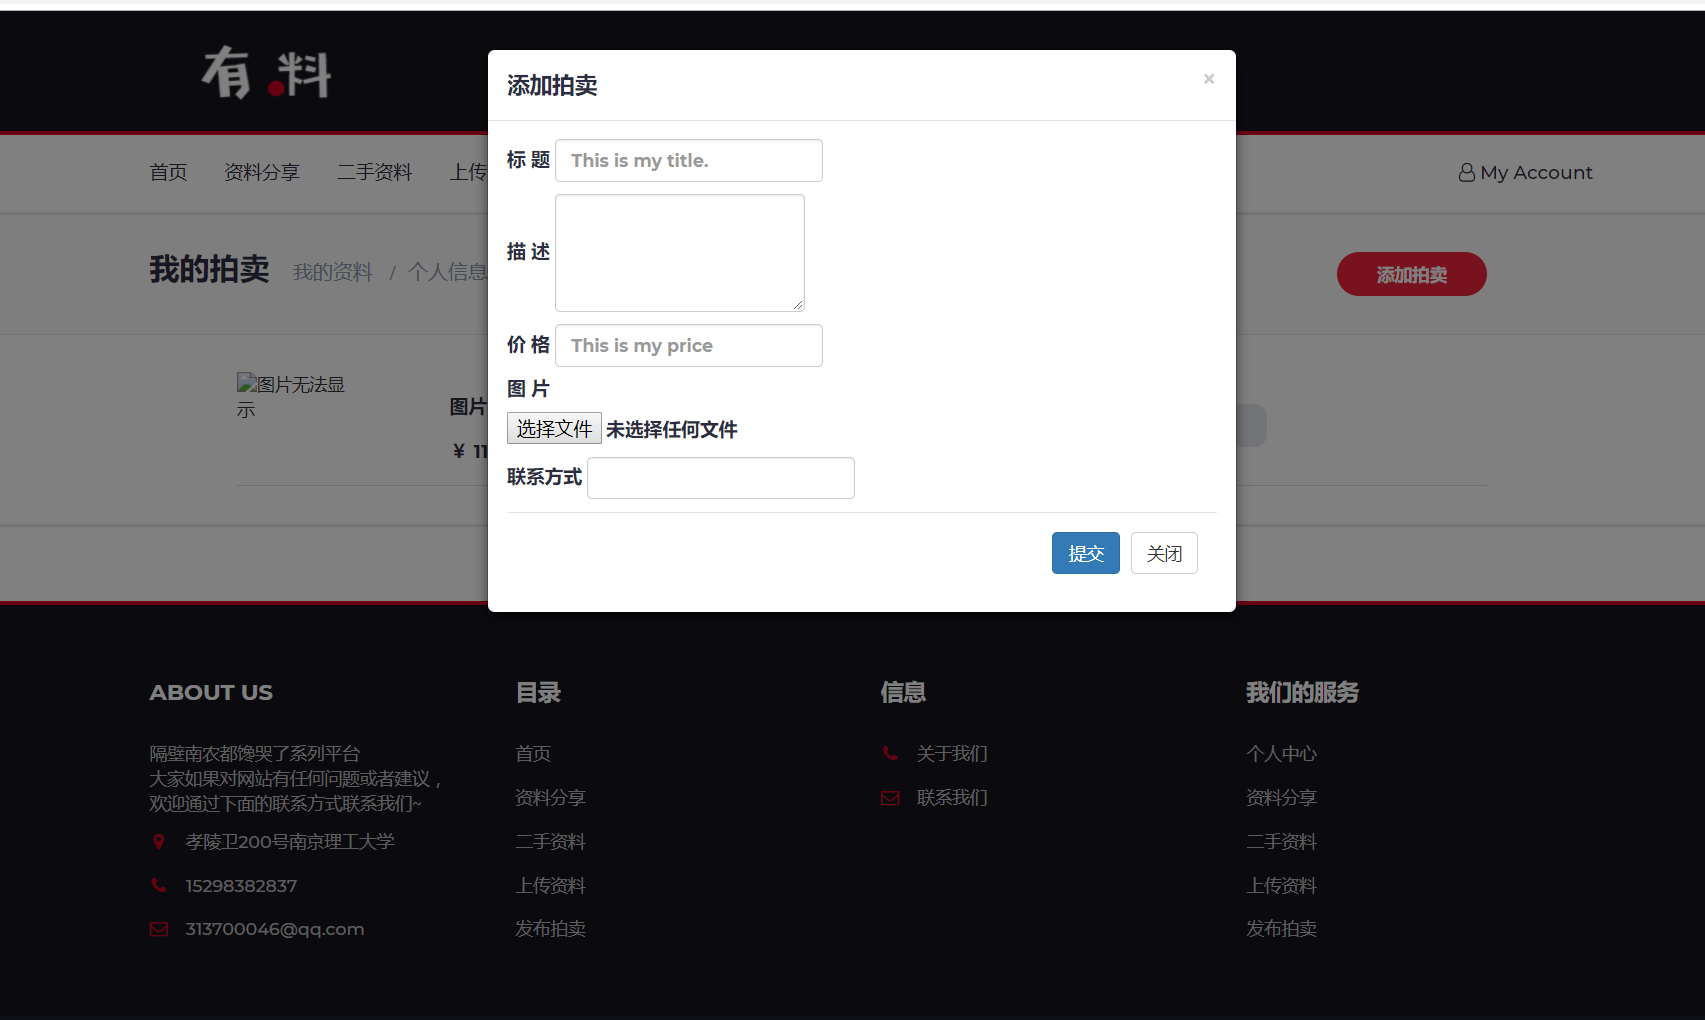 有.料
首页 资料分享 二手资料 上传
My Account
我的拍卖 我的资料 / 个人信息
添加拍卖
图片无法显
示
图片
¥ 11
添加拍卖 ×
标 题 This is my title.
描 述
价 格 This is my price
图 片
选择文件 未选择任何文件
联系方式
提交 关闭
ABOUT US
隔壁南农都馋哭了系列平台
大家如果对网站有任何问题或者建议，
欢迎通过下面的联系方式联系我们~
孝陵卫200号南京理工大学
15298382837
313700046@qq.com
目录
首页
资料分享
二手资料
上传资料
发布拍卖
信息
关于我们
联系我们
我们的服务
个人中心
资料分享
二手资料
上传资料
发布拍卖